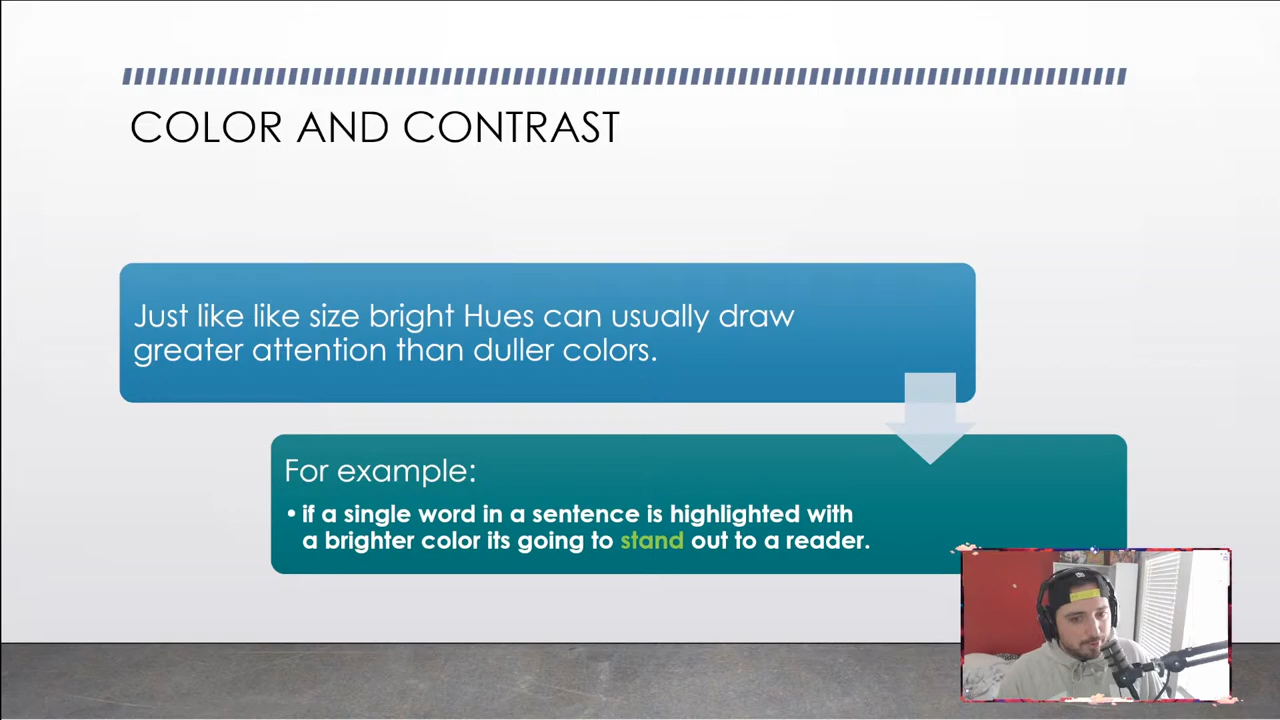 COLOR AND CONTRAST
Just like like size bright Hues can usually draw
greater attention than duller colors.
For example:
• if a single word in a sentence is highlighted with
a brighter color its going to stand out to a reader.